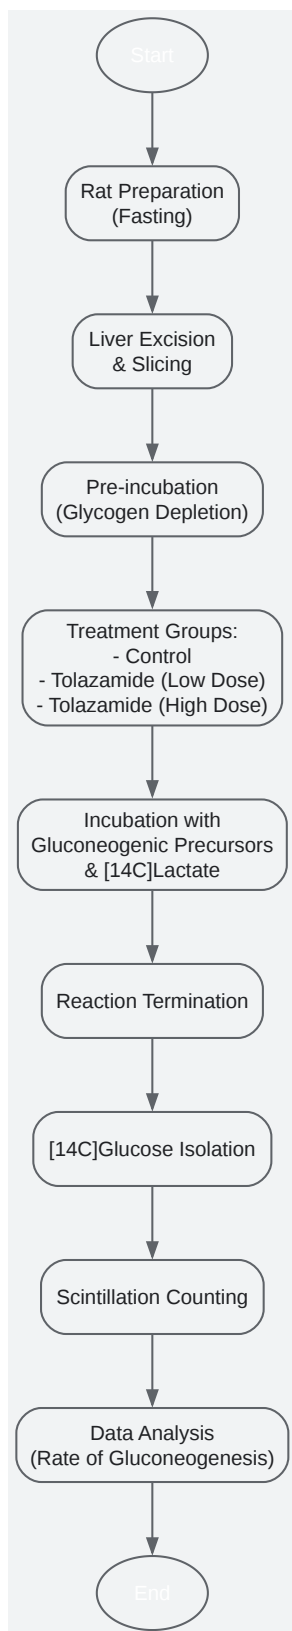 Start
Rat Preparation
(Fasting)
Liver Excision
& Slicing
Pre-incubation
(Glycogen Depletion)
Treatment Groups:
- Control
- Tolazamide (Low Dose)
- Tolazamide (High Dose)
Incubation with
Gluconeogenic Precursors
& [14C]Lactate
Reaction Termination
[14C]Glucose Isolation
Scintillation Counting
Data Analysis
(Rate of Gluconeogenesis)
End